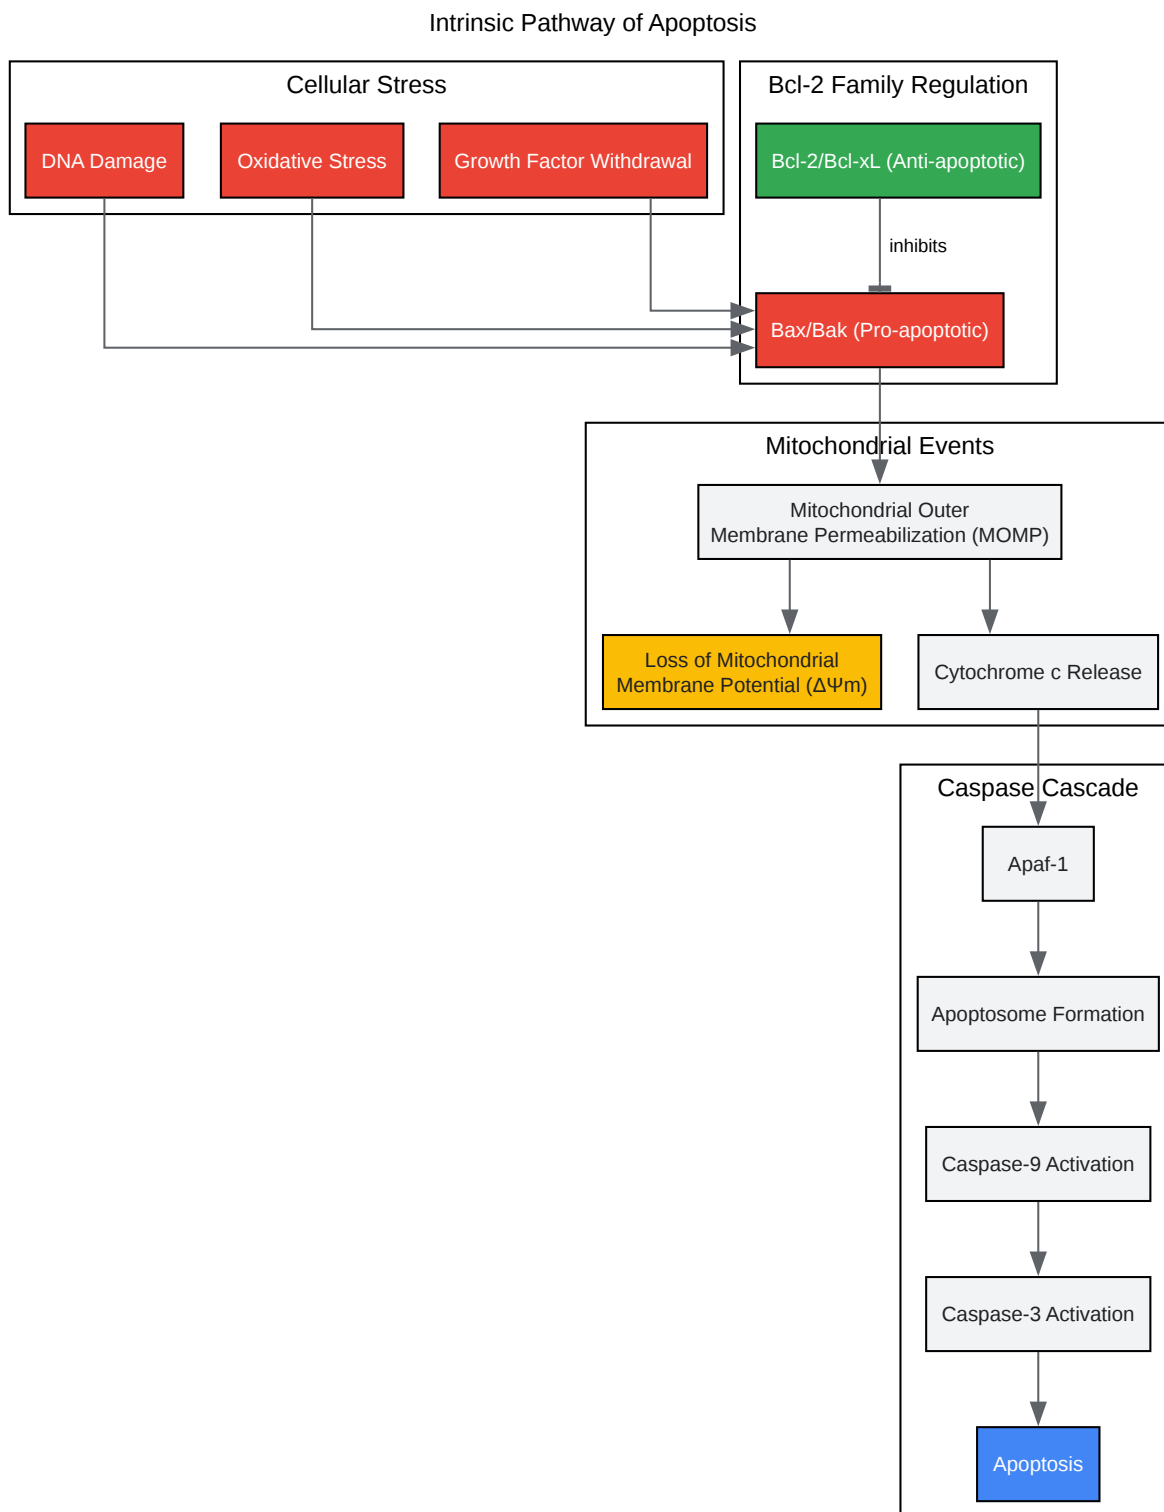 Intrinsic Pathway of Apoptosis
Cellular Stress
DNA Damage
Oxidative Stress
Growth Factor Withdrawal
Bcl-2 Family Regulation
Bcl-2/Bcl-xL (Anti-apoptotic)
inhibits
Bax/Bak (Pro-apoptotic)
Mitochondrial Events
Mitochondrial Outer
Membrane Permeabilization (MOMP)
Loss of Mitochondrial
Membrane Potential (ΔΨm)
Cytochrome c Release
Caspase Cascade
Apaf-1
Apoptosome Formation
Caspase-9 Activation
Caspase-3 Activation
Apoptosis